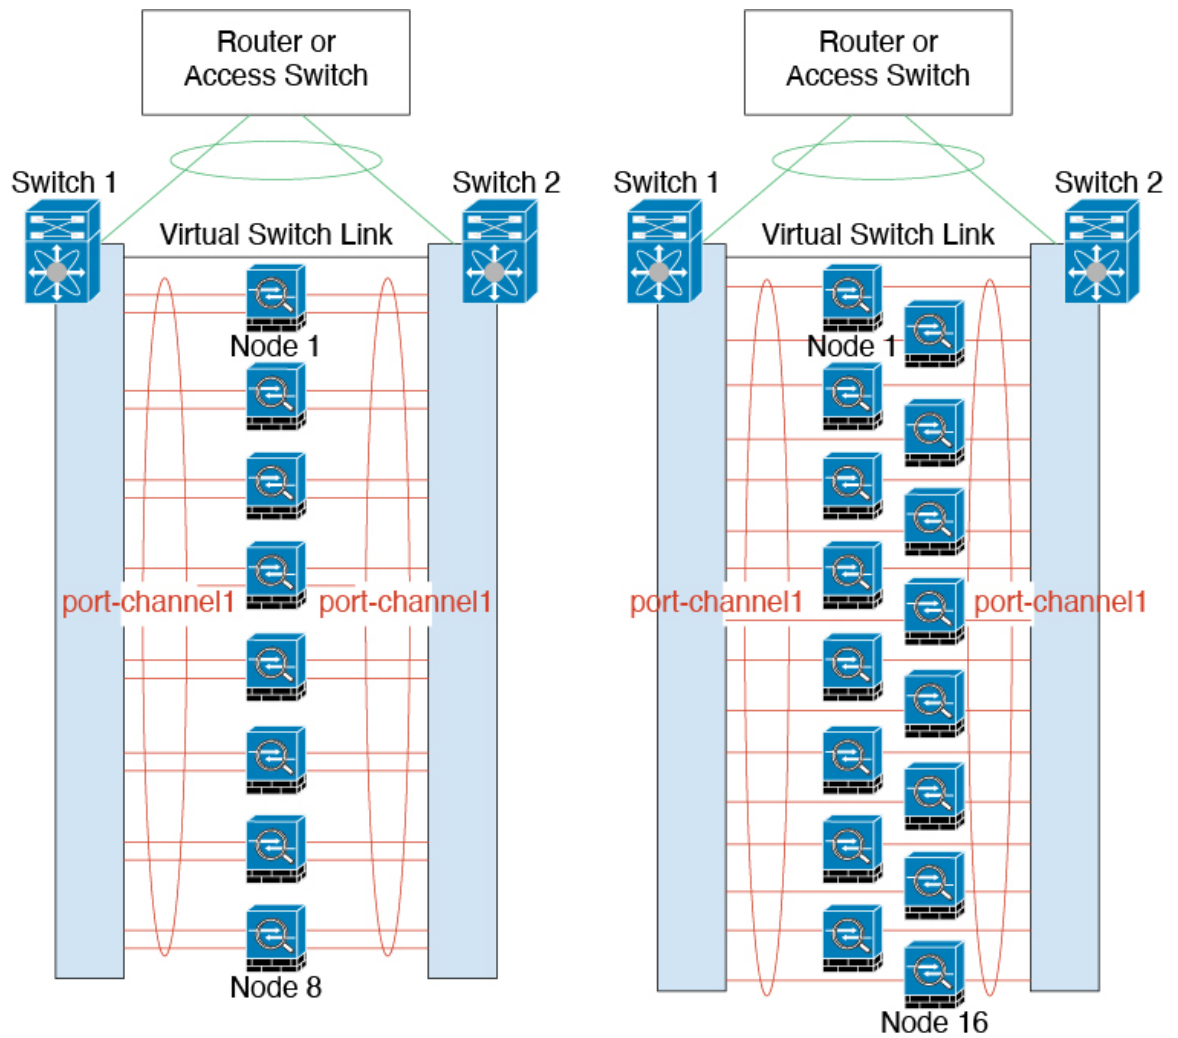 Router or
Access Switch
Switch 1
Switch 2
Virtual Switch Link
Node 1
port-channel1
port-channel1
Node 8
Router or
Access Switch
Switch 1
Switch 2
Virtual Switch Link
Node 1
port-channel1
port-channel1
Node 16